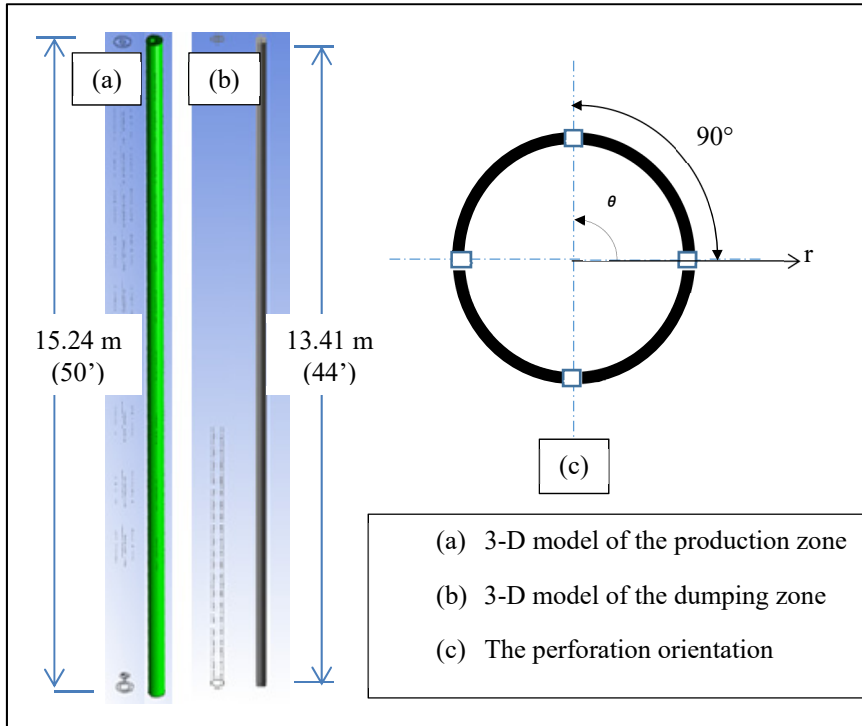 (a)
(b)
15.24 m
(50’)
13.41 m
(44’)
90°
θ
r
(c)
(a) 3-D model of the production zone
(b) 3-D model of the dumping zone
(c) The perforation orientation